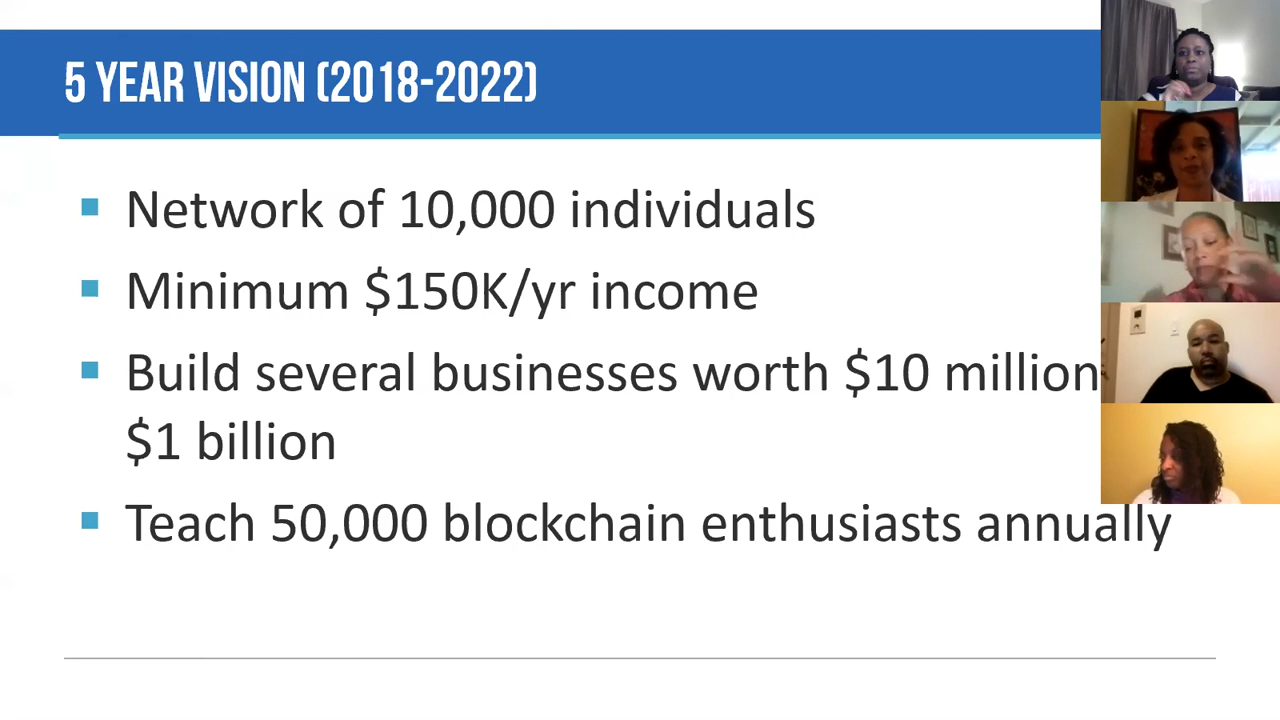 5 YEAR VISION (2018-2022)
Network of 10,000 individuals
Minimum $150K/yr income
Build several businesses worth $10 million
$1 billion
Teach 50,000 blockchain enthusiasts annually